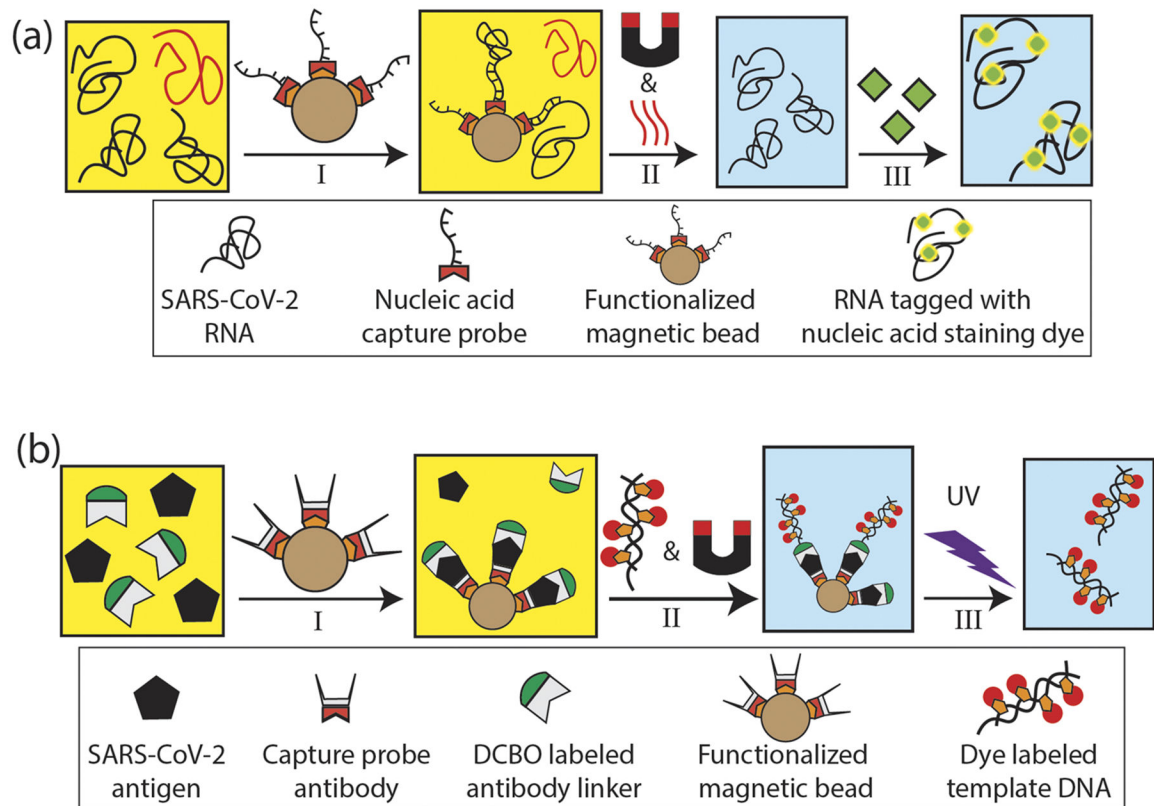 (a)
I
&
II
III
SARS-CoV-2
RNA
Nucleic acid
capture probe
Functionalized
magnetic bead
RNA tagged with
nucleic acid staining dye
(b)
I
&
II
UV
III
SARS-CoV-2
antigen
Capture probe
antibody
DCBO labeled
antibody linker
Functionalized
magnetic bead
Dye labeled
template DNA